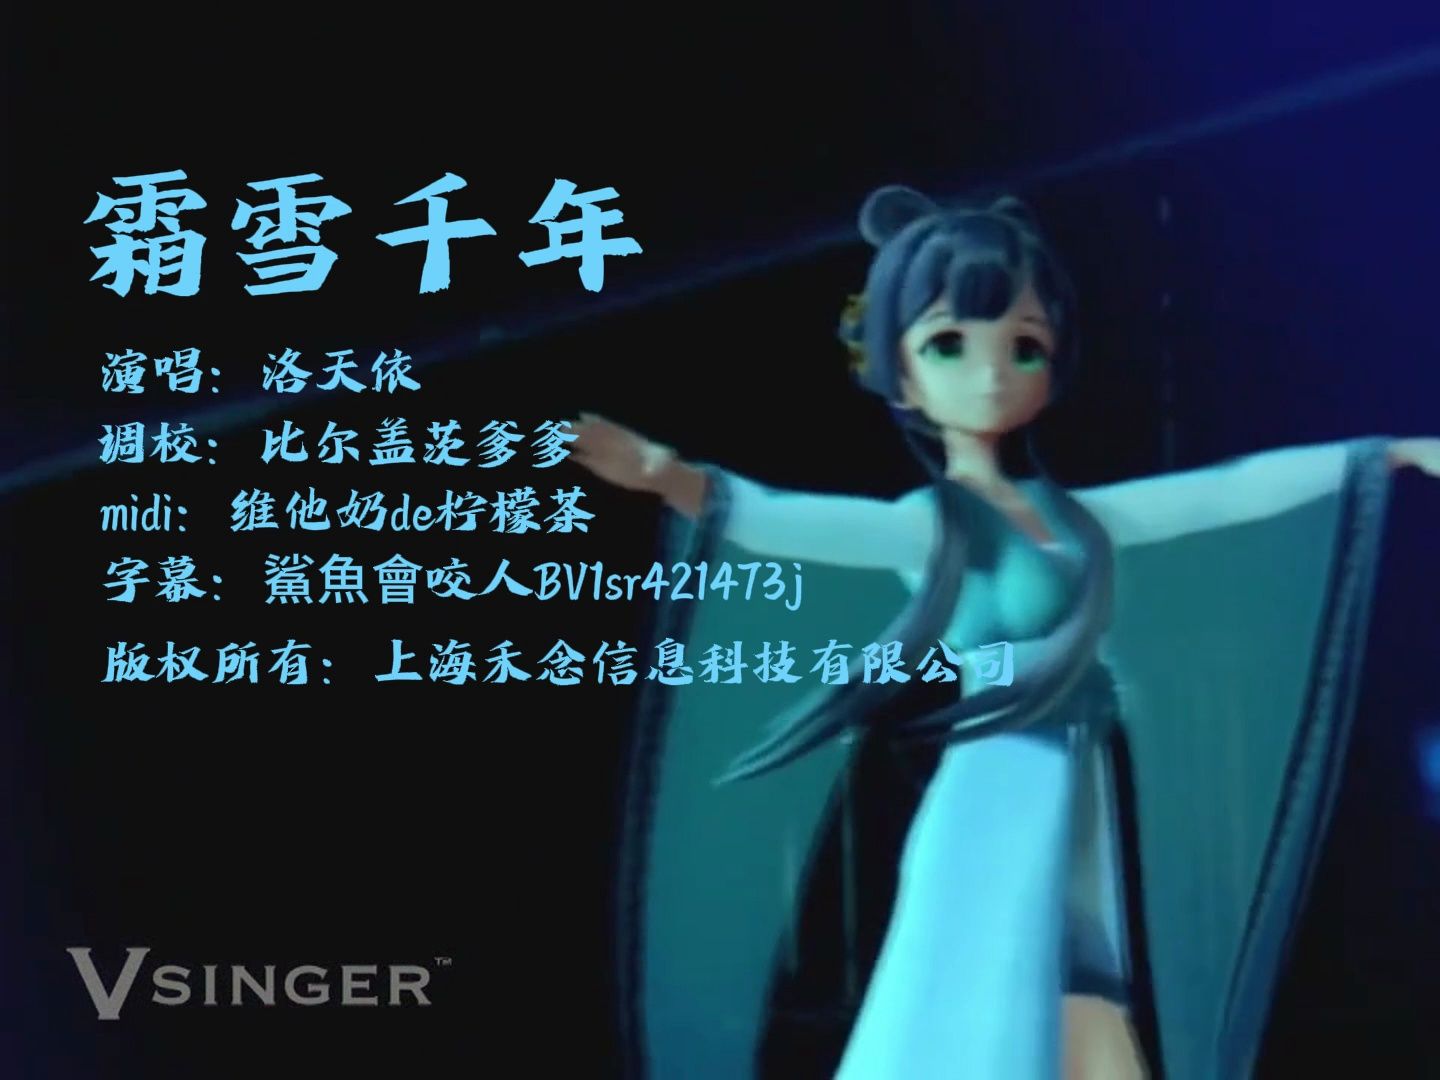 霜雪千年
演唱：洛天依
调校：比尔盖茨爹爹
midi：维他奶de柠檬茶
字幕：鯊魚會咬人BV1sr421473j
版权所有：上海禾念信息科技有限公司
VSINGER™